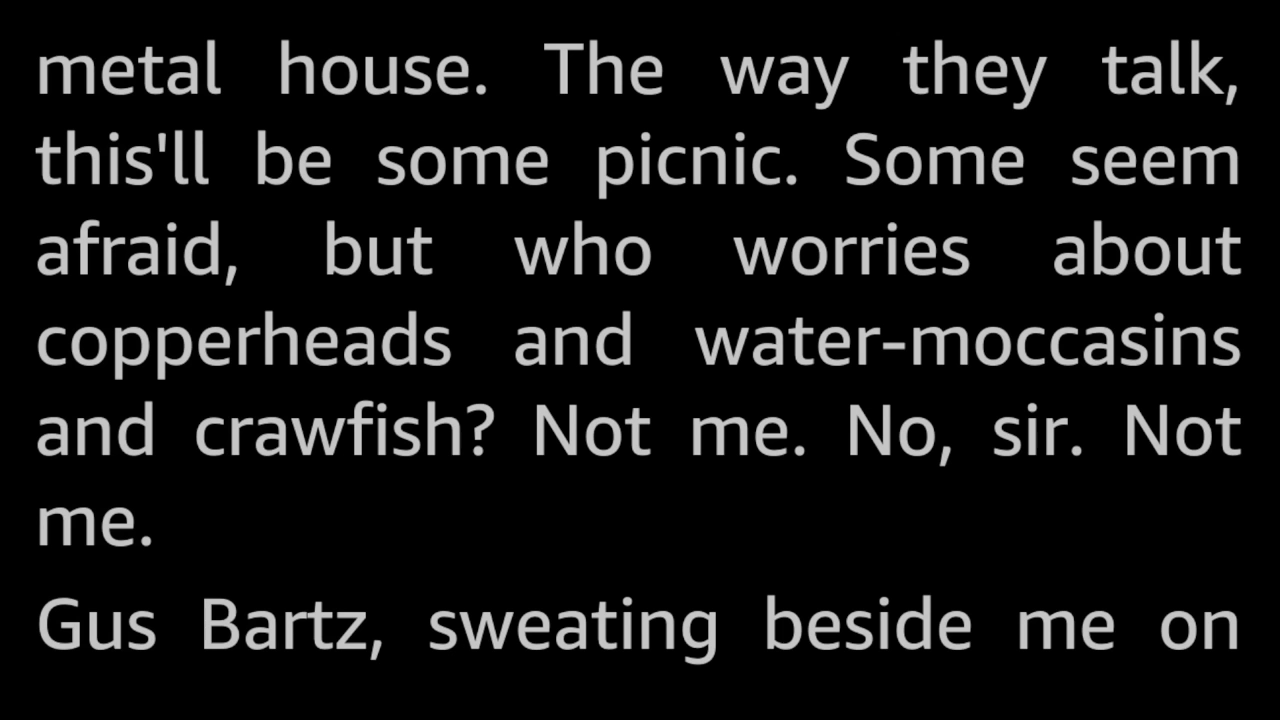 metal house. The way they talk,
this'll be some picnic. Some seem
afraid, but who worries about
copperheads and water-moccasins
and crawfish? Not me. No, sir. Not
me.
Gus Bartz, sweating beside me on